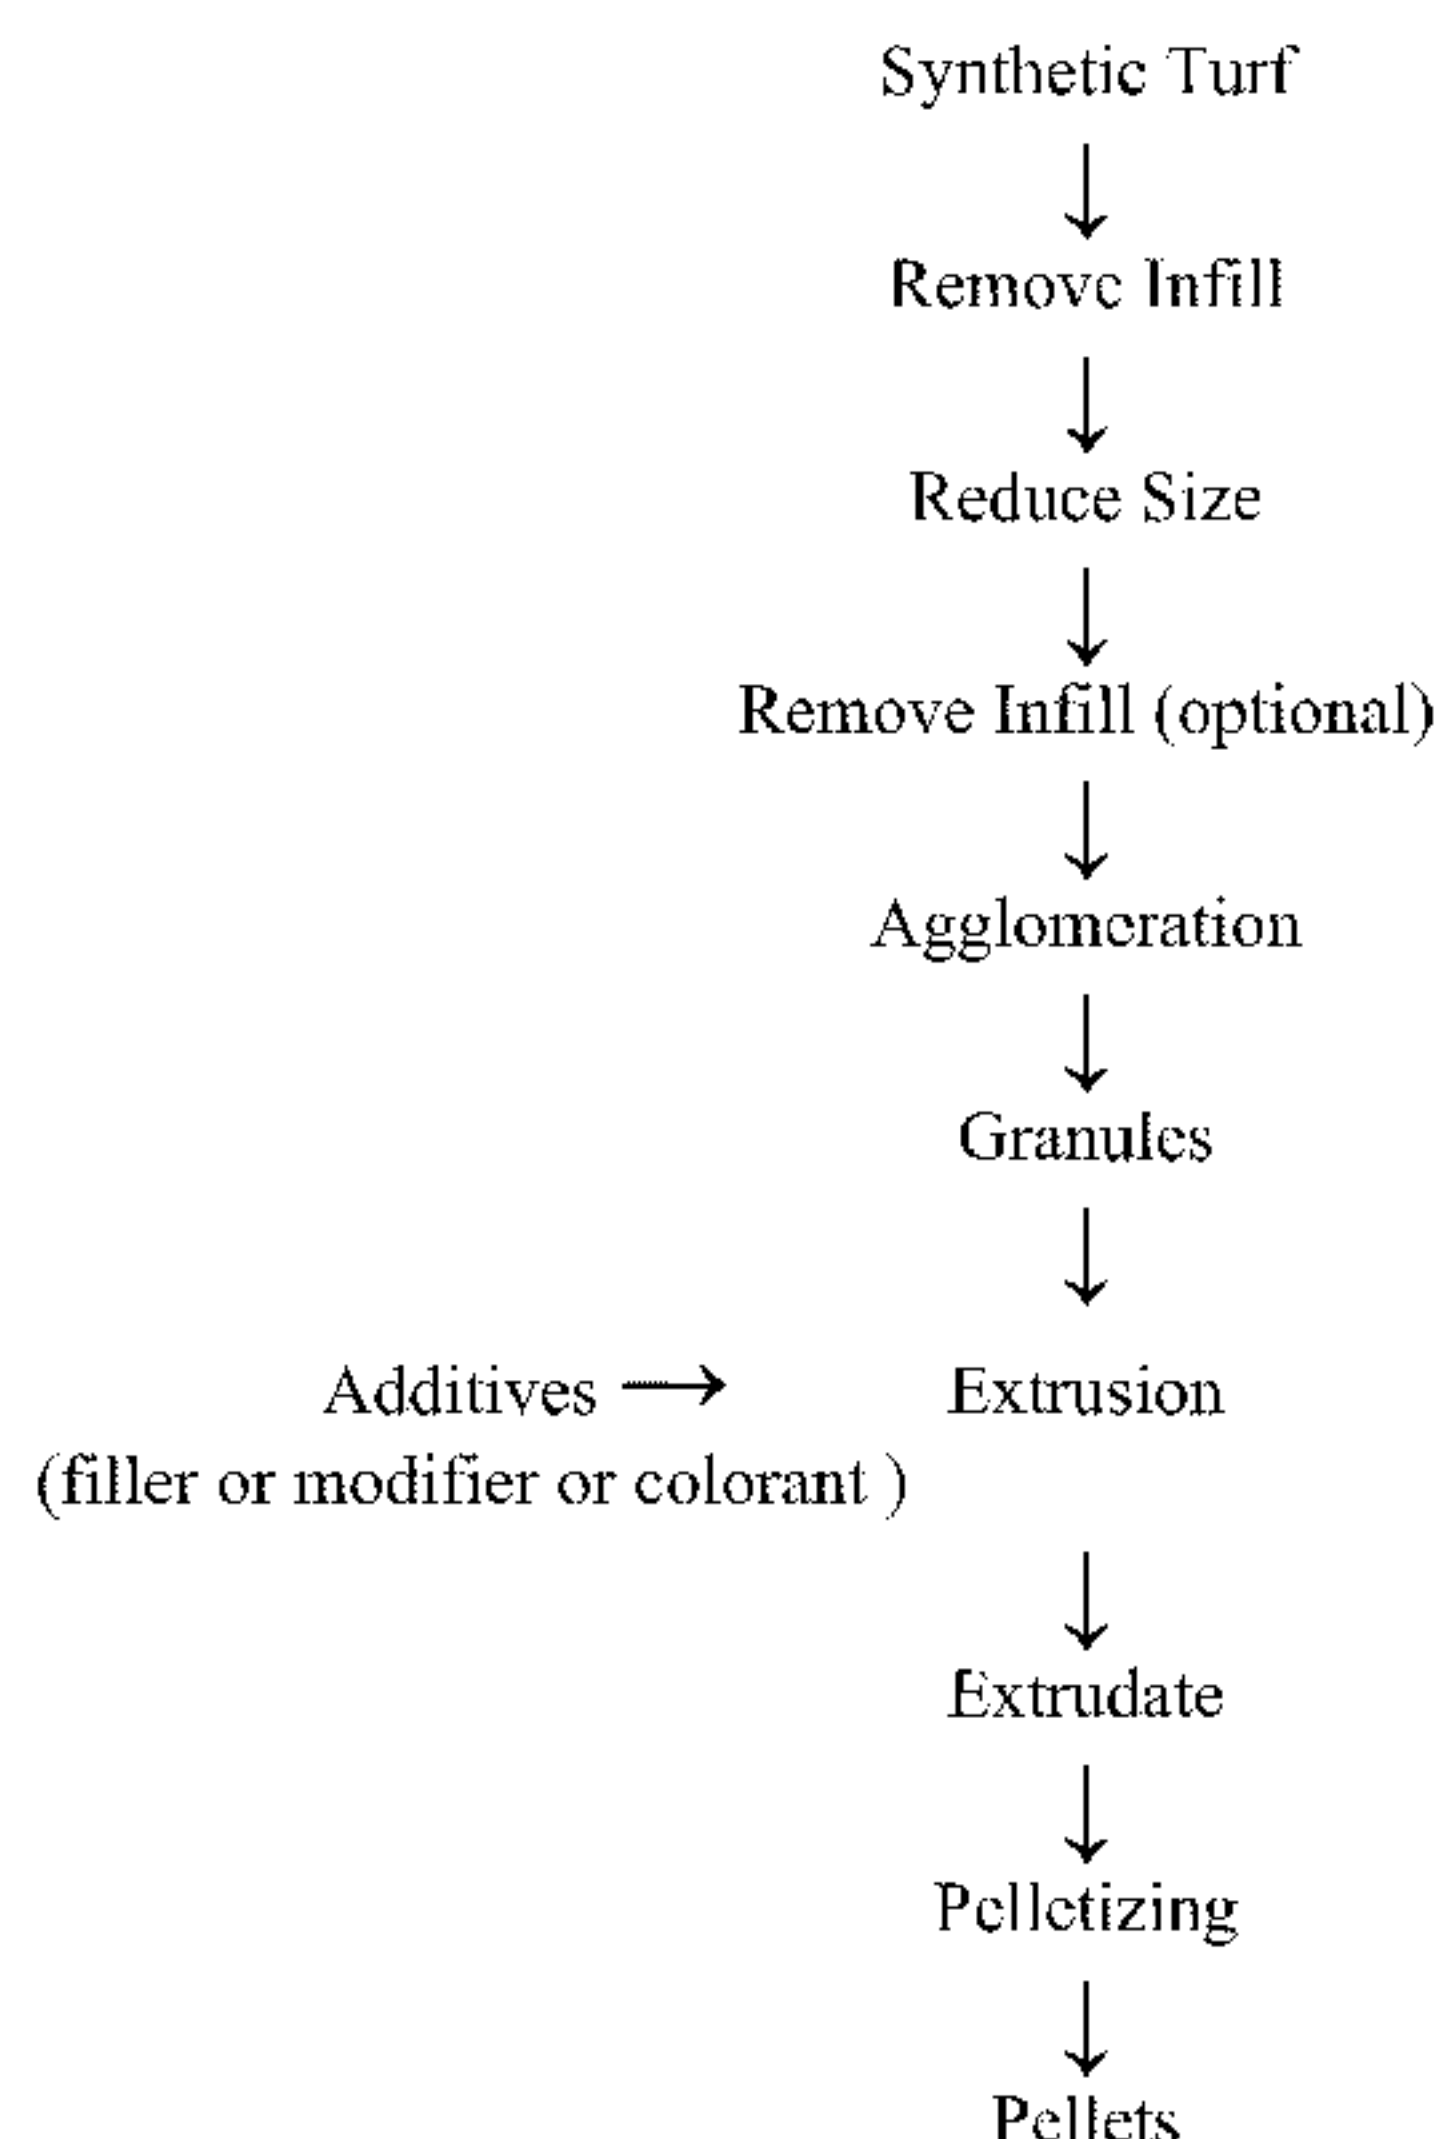 Synthetic Turf
Remove Infill
Reduce Size
Remove Infill (optional)
Agglomeration
Granules
Additives → Extrusion
(filler or modifier or colorant )
Extrudate
Pelletizing
Pellets